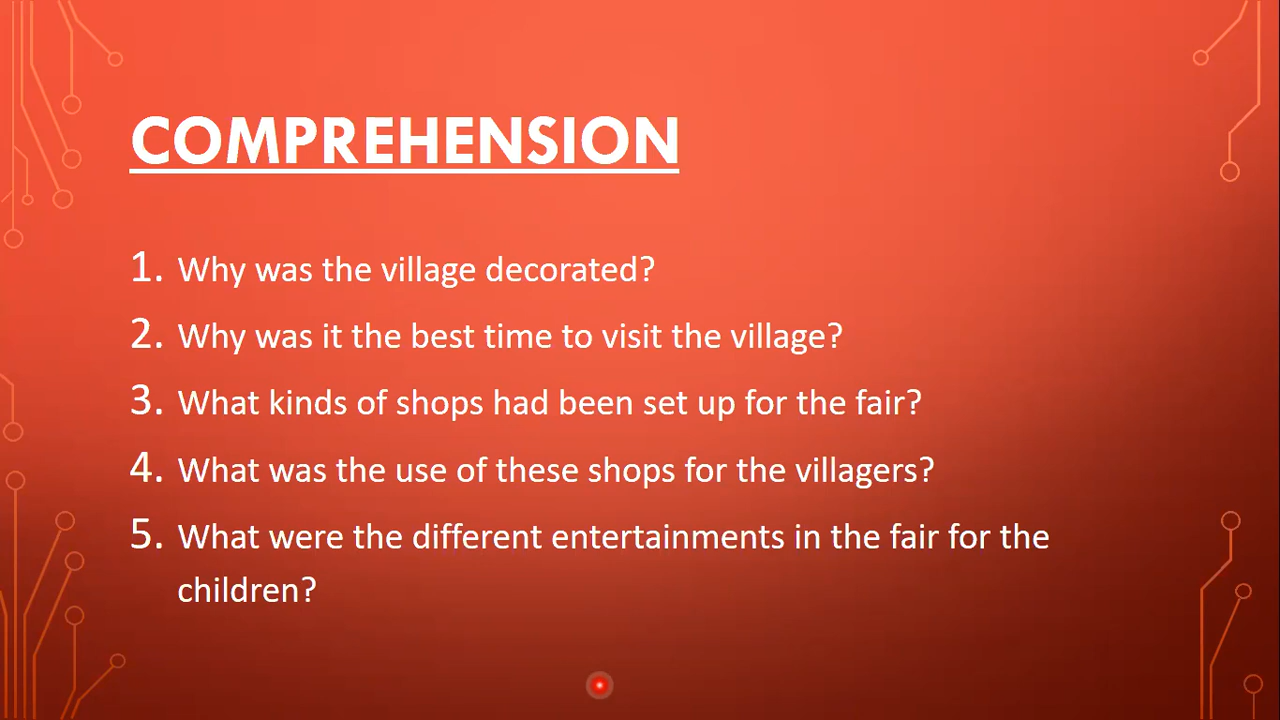 COMPREHENSION
1. Why was the village decorated?
2. Why was it the best time to visit the village?
3. What kinds of shops had been set up for the fair?
4. What was the use of these shops for the villagers?
5. What were the different entertainments in the fair for the
children?